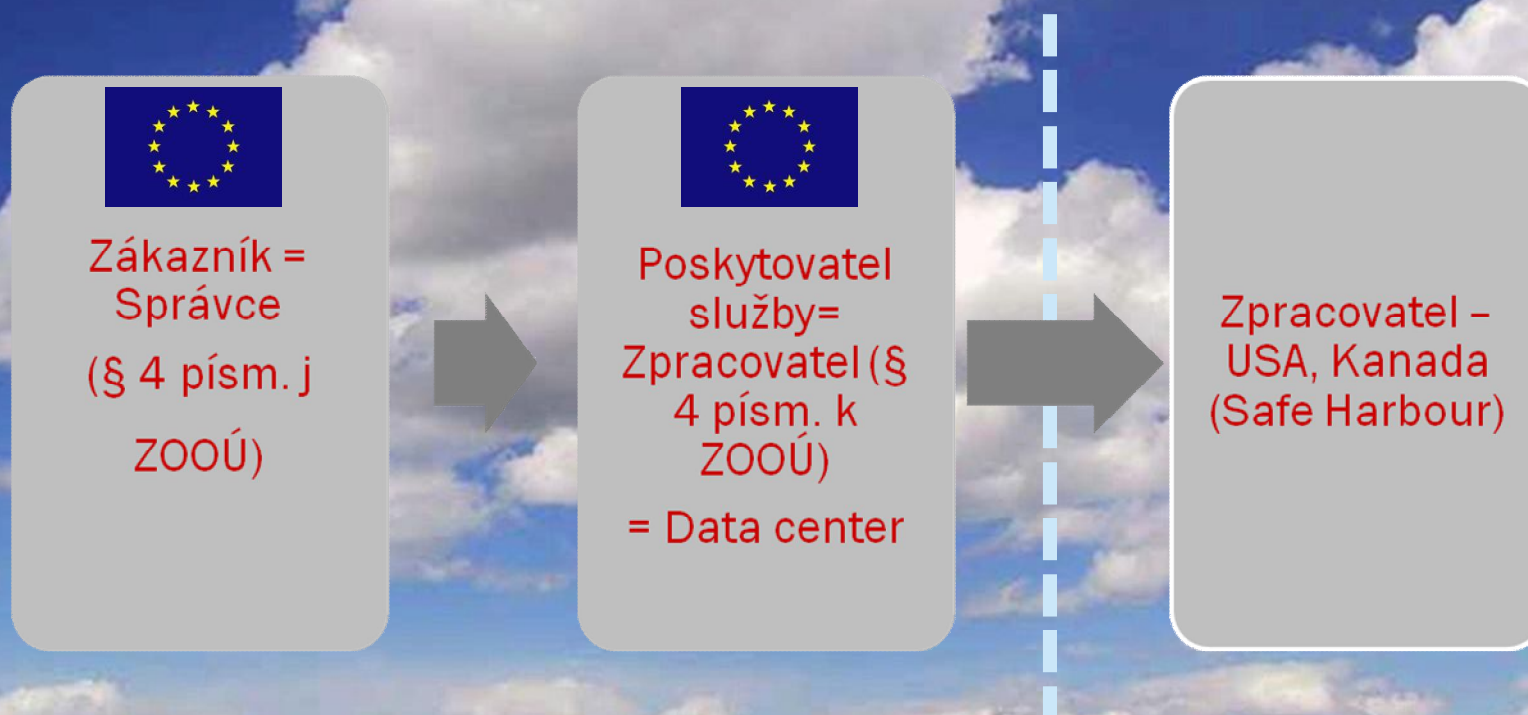 Zákazník =
Správce
(§ 4 písm. j
ZOOÚ)
Poskytovatel
služby=
Zpracovatel (§
4 písm. k
ZOOÚ)
= Data center
Zpracovatel –
USA, Kanada
(Safe Harbour)